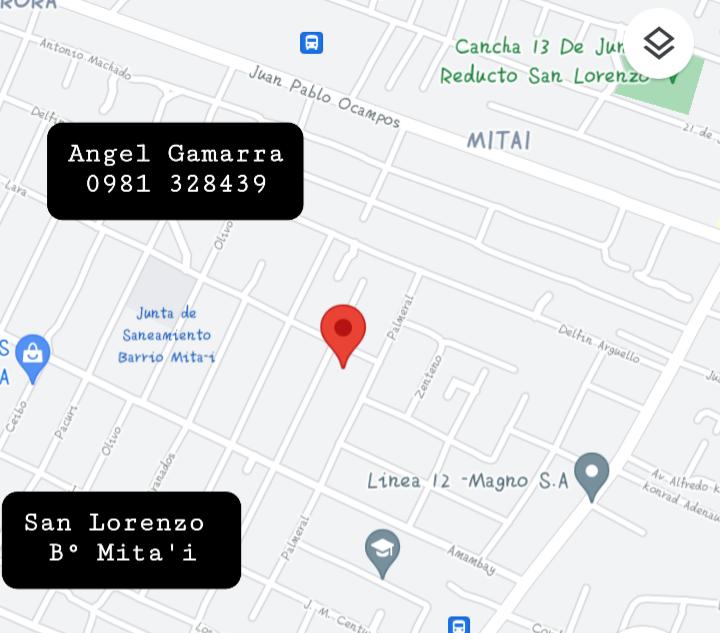 RORA
Antonio Machado
Juan Pablo Ocampos
Cancha 13 De Jun
Reducto San Lorenzo
MITAI
21 de
Delfin
Angel Gamarra
0981 328439
Lara
Olivo
Junta de
Saneamiento
Barrio Mita-i
Palmeral
Delfin Arguello
Zenteno
S
A
Ceibo
Pacuri
Olivo
ranados
Linea 12 -Magno S.A
Av. Alfredo K
Konrad Adenau
San Lorenzo
B° Mita'i
Palmeral
Amambay
J. M. Centu